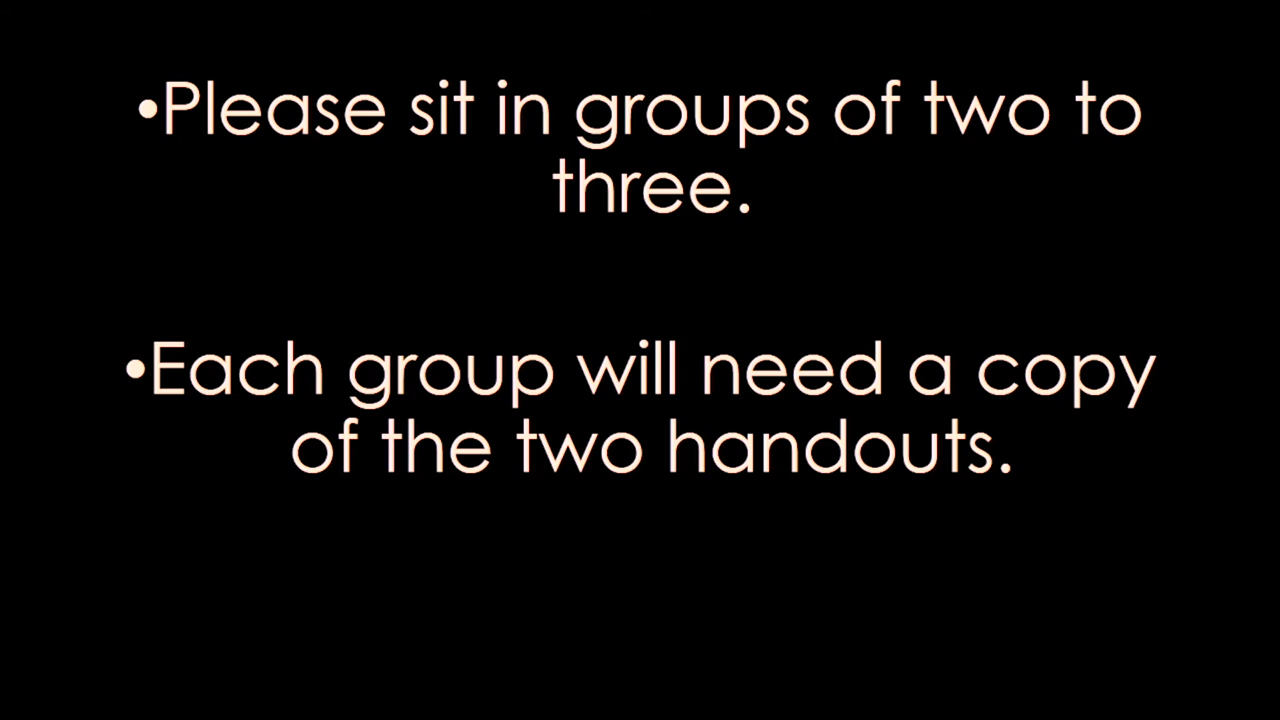 •Please sit in groups of two to
three.
•Each group will need a copy
of the two handouts.